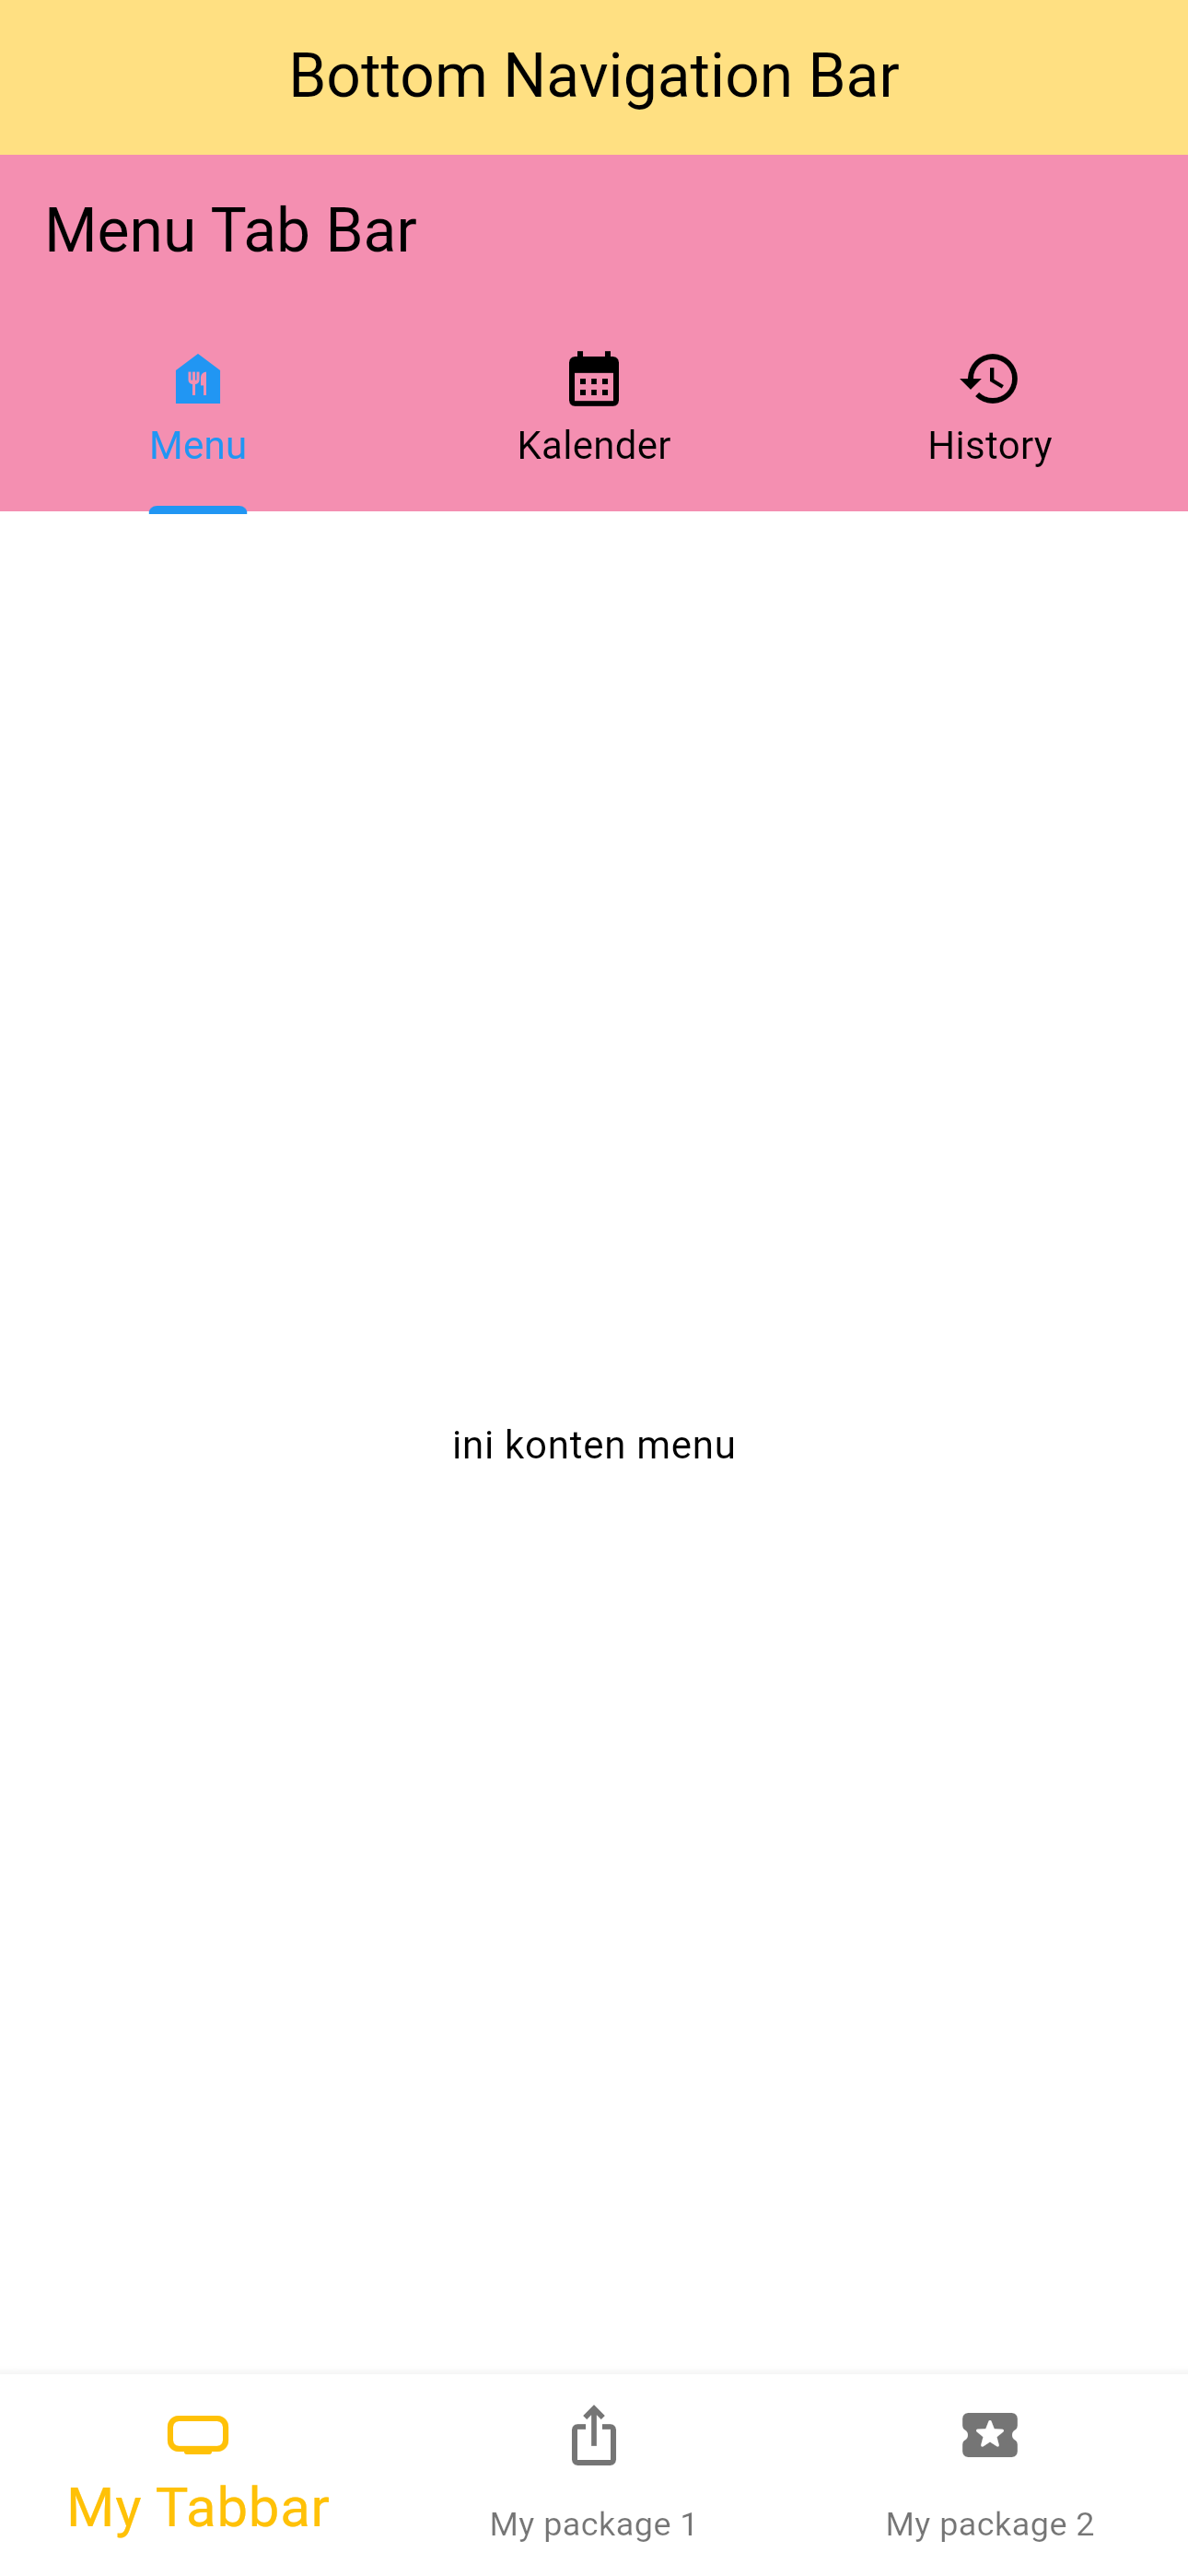 Bottom Navigation Bar
Menu Tab Bar
Menu Kalender History
ini konten menu
My Tabbar My package 1 My package 2